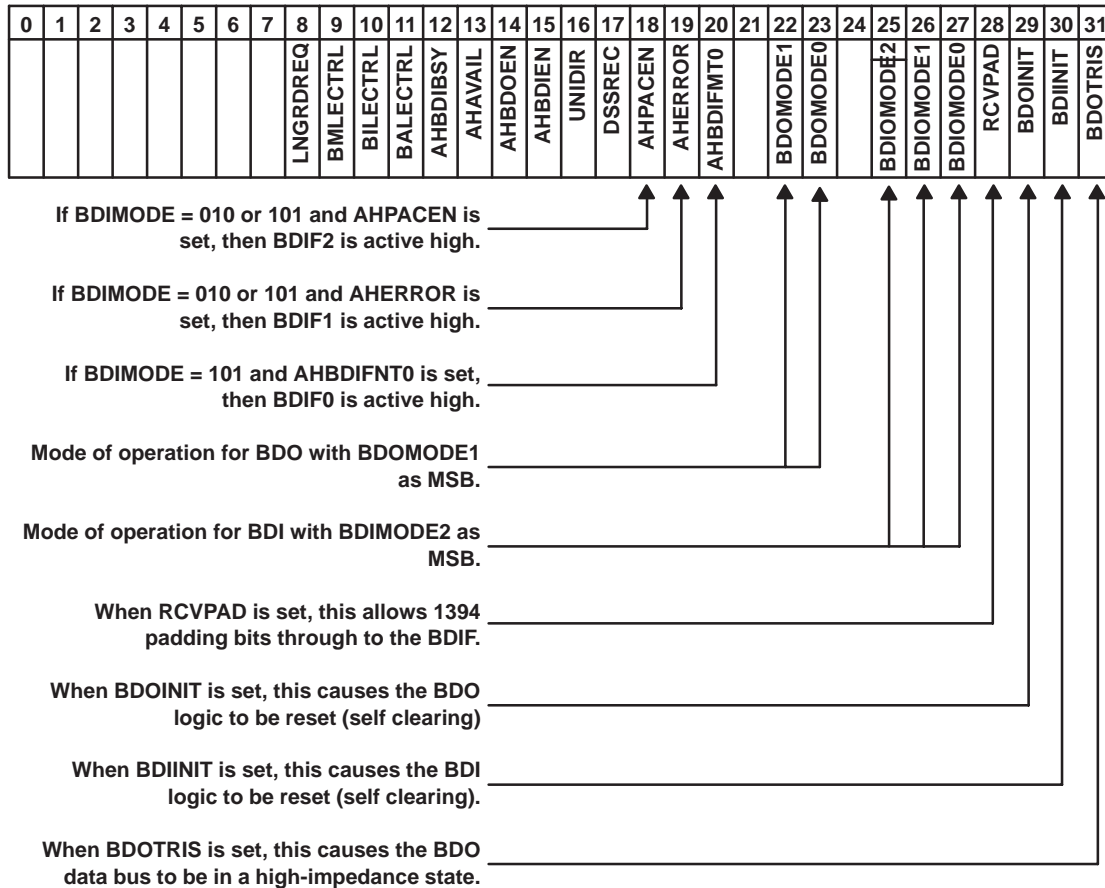 0 1 2 3 4 5 6 7 8 9 10 11 12 13 14 15 16 17 18 19 20 21 22 23 24 25 26 27 28 29 30 31
LNGRDREQ
BMLECTRL
BILECTRL
BALECTRL
AHBDIBSY
AHAVAIL
AHBDOEN
AHBDIEN
UNIDIR
DSSREC
AHPACEN
AHERROR
AHBDIFMT0
BDOMODE1
BDOMODE0
BDIOMODE2
BDIOMODE1
BDIOMODE0
RCVPAD
BDOINIT
BDIINIT
BDOTRIS
If BDIMODE = 010 or 101 and AHPACEN is
set, then BDIF2 is active high.
If BDIMODE = 010 or 101 and AHERROR is
set, then BDIF1 is active high.
If BDIMODE = 101 and AHBDIFNT0 is set,
then BDIF0 is active high.
Mode of operation for BDO with BDOMODE1
as MSB.
Mode of operation for BDI with BDIMODE2 as
MSB.
When RCVPAD is set, this allows 1394
padding bits through to the BDIF.
When BDOINIT is set, this causes the BDO
logic to be reset (self clearing)
When BDIINIT is set, this causes the BDI
logic to be reset (self clearing).
When BDOTRIS is set, this causes the BDO
data bus to be in a high-impedance state.